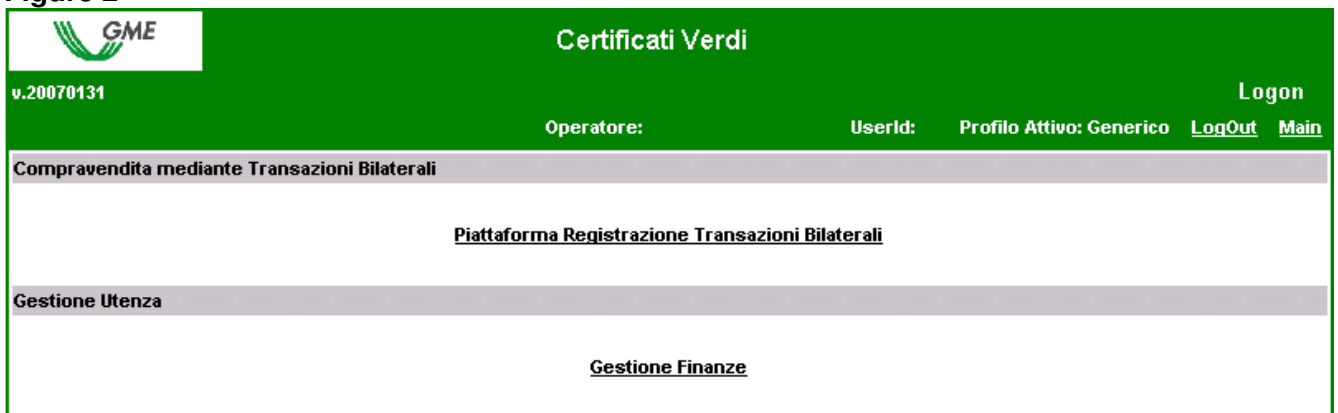 GME
Certificati Verdi
v.20070131
Logon
Operatore: UserId: Profilo Attivo: Generico LogOut Main
Compravendita mediante Transazioni Bilaterali
Piattaforma Registrazione Transazioni Bilaterali
Gestione Utenza
Gestione Finanze